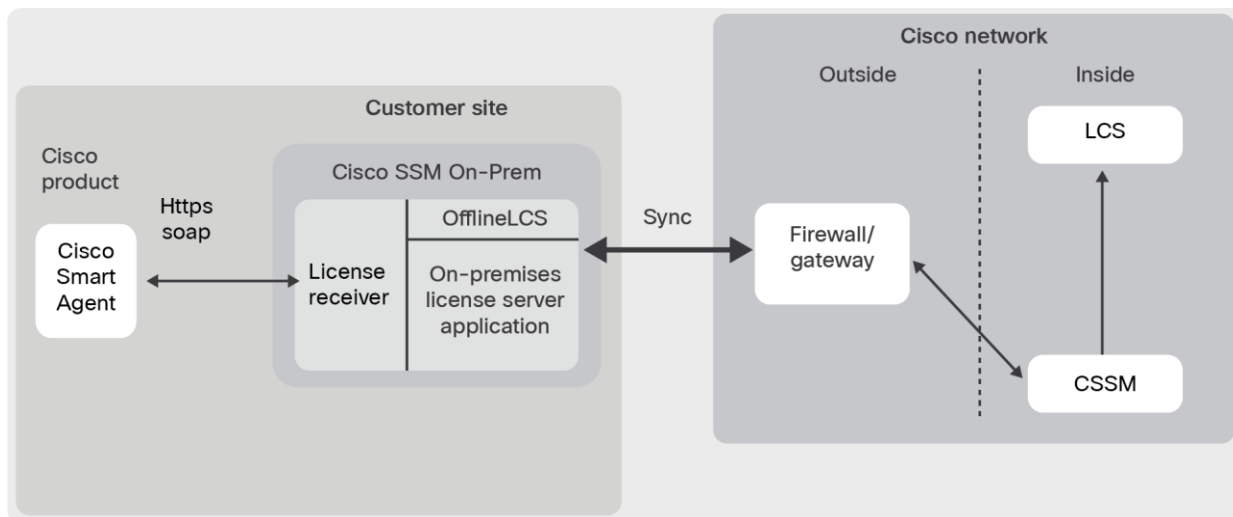 Cisco network
Outside
Inside
LCS
Firewall/
gateway
CSSM
Sync
Customer site
Cisco
product
Https
soap
Cisco
Smart
Agent
Cisco SSM On-Prem
License
receiver
OfflineLCS
On-premises
license server
application